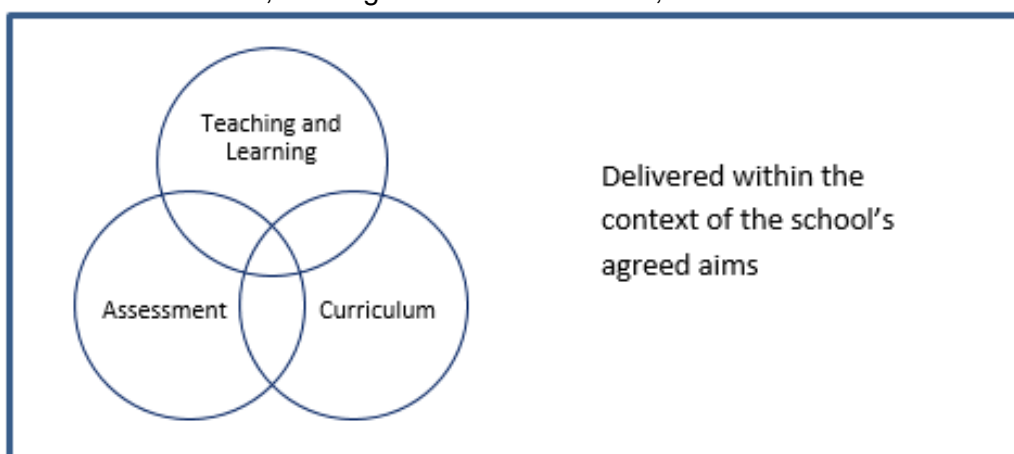 Teaching and
Learning
Assessment
Curriculum
Delivered within the
context of the school's
agreed aims